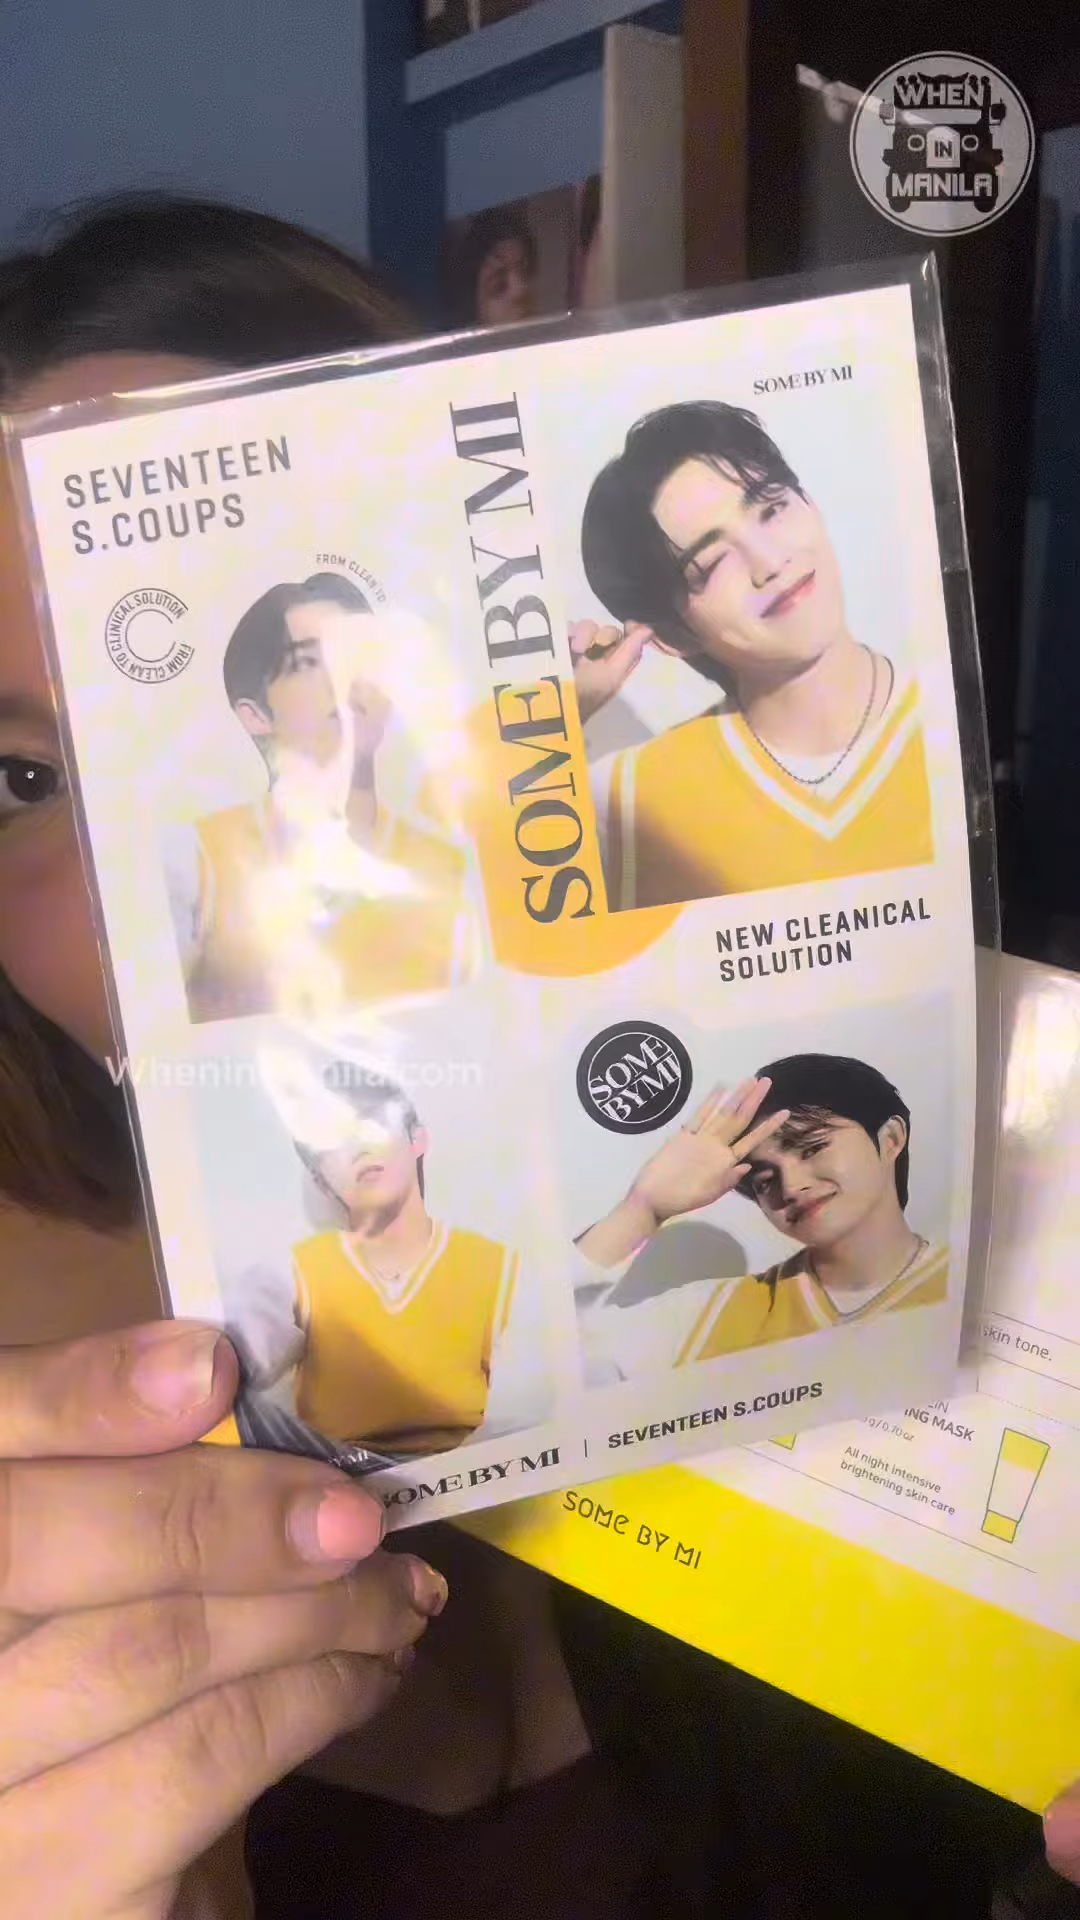 WHEN
IN
MANILA
SEVENTEEN
S.COUPS
SOME BY MI
SOME BY MI
FROM CLEAN TO
FROM CLEAN TO CLINICAL SOLUTION
NEW CLEANICAL
SOLUTION
SOME
BY MI
SOME BY MI | SEVENTEEN S.COUPS
skin tone.
ING MASK
All night intensive
brightening skin care
SOME BY MI